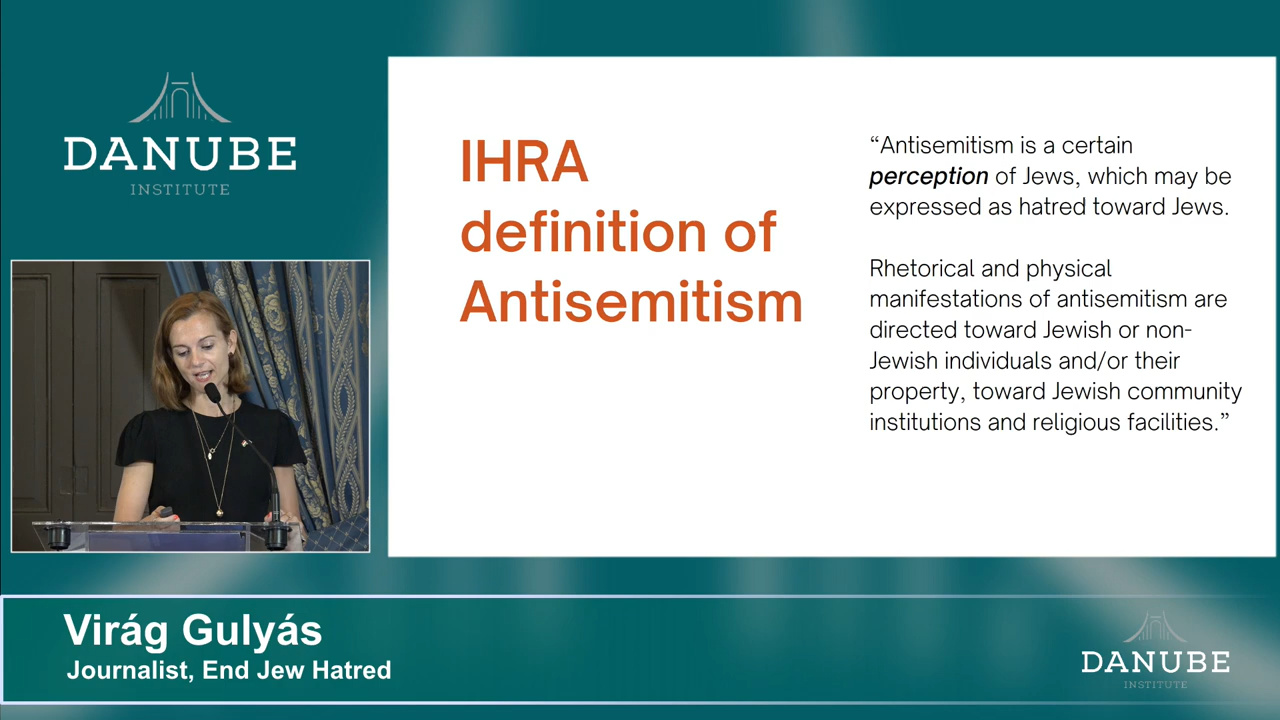 DANUBE
INSTITUTE
IHRA
definition of
Antisemitism
“Antisemitism is a certain
perception of Jews, which may be
expressed as hatred toward Jews.
Rhetorical and physical
manifestations of antisemitism are
directed toward Jewish or non-
Jewish individuals and/or their
property, toward Jewish community
institutions and religious facilities.”
Virág Gulyás
Journalist, End Jew Hatred
DANUBE
INSTITUTE